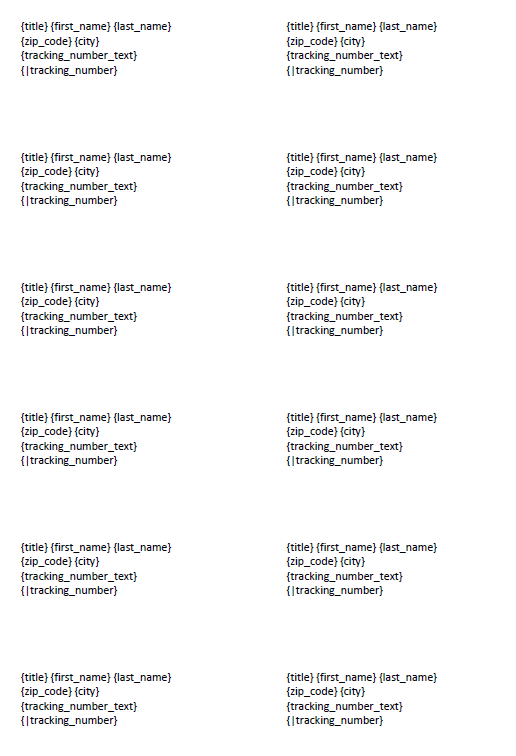 {title} {first_name} {last_name}
{zip_code} {city}
{tracking_number_text}
{|tracking_number}
{title} {first_name} {last_name}
{zip_code} {city}
{tracking_number_text}
{|tracking_number}
{title} {first_name} {last_name}
{zip_code} {city}
{tracking_number_text}
{|tracking_number}
{title} {first_name} {last_name}
{zip_code} {city}
{tracking_number_text}
{|tracking_number}
{title} {first_name} {last_name}
{zip_code} {city}
{tracking_number_text}
{|tracking_number}
{title} {first_name} {last_name}
{zip_code} {city}
{tracking_number_text}
{|tracking_number}
{title} {first_name} {last_name}
{zip_code} {city}
{tracking_number_text}
{|tracking_number}
{title} {first_name} {last_name}
{zip_code} {city}
{tracking_number_text}
{|tracking_number}
{title} {first_name} {last_name}
{zip_code} {city}
{tracking_number_text}
{|tracking_number}
{title} {first_name} {last_name}
{zip_code} {city}
{tracking_number_text}
{|tracking_number}
{title} {first_name} {last_name}
{zip_code} {city}
{tracking_number_text}
{|tracking_number}
{title} {first_name} {last_name}
{zip_code} {city}
{tracking_number_text}
{|tracking_number}